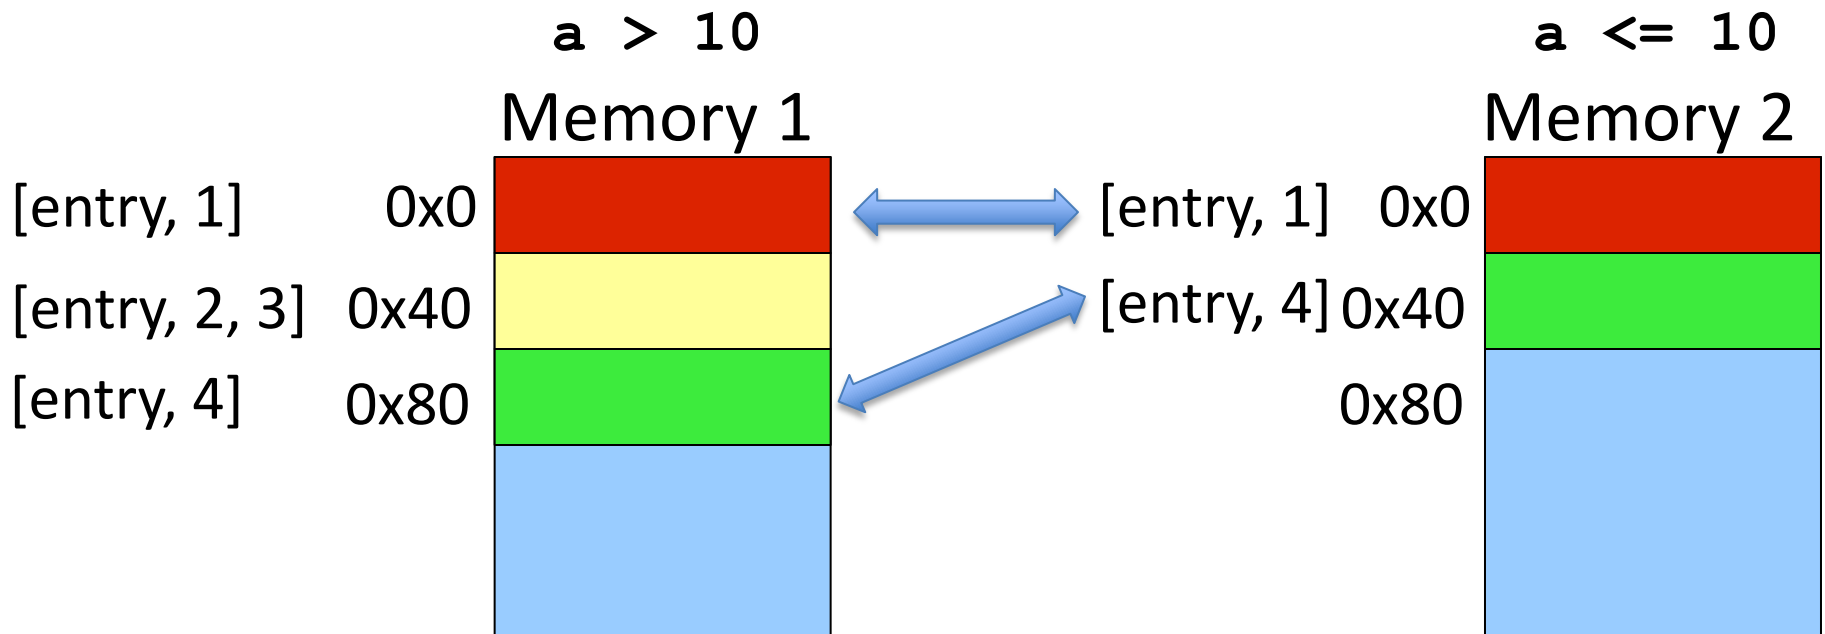 a > 10
Memory 1
[entry, 1] 0x0
[entry, 2, 3] 0x40
[entry, 4] 0x80
a <= 10
Memory 2
[entry, 1] 0x0
[entry, 4] 0x40
0x80